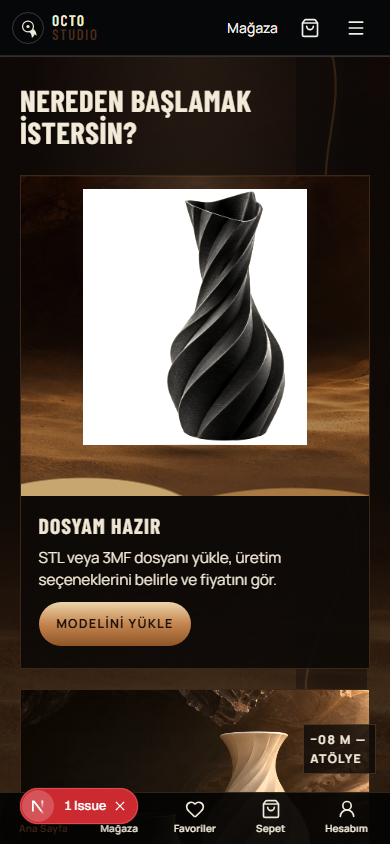 OCTO
STUDIO
Mağaza
NEREDEN BAŞLAMAK
İSTERSİN?
DOSYAM HAZIR
STL veya 3MF dosyanı yükle, üretim
seçeneklerini belirle ve fiyatını gör.
MODELİNİ YÜKLE
−08 M —
ATÖLYE
N
1 Issue
Ana Sayfa
Mağaza
Favoriler
Sepet
Hesabım